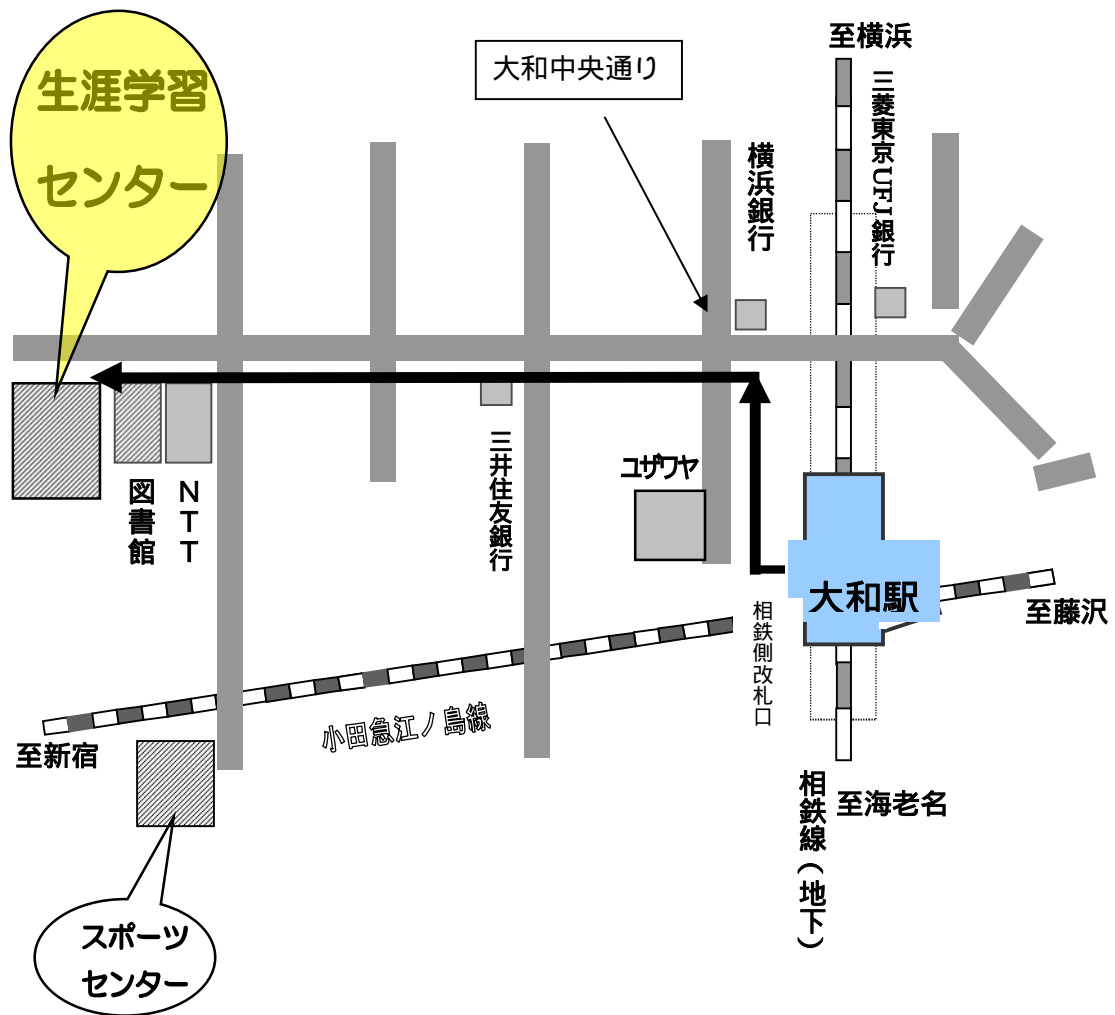 至横浜
大和中央通り
三菱東京UFJ銀行
生涯学習
センター
横浜銀行
三井住友銀行
ユザワヤ
図書館
NTT
大和駅
至藤沢
相鉄側改札口
小田急江ノ島線
至新宿
相鉄線(地下)
至海老名
スポーツ
センター